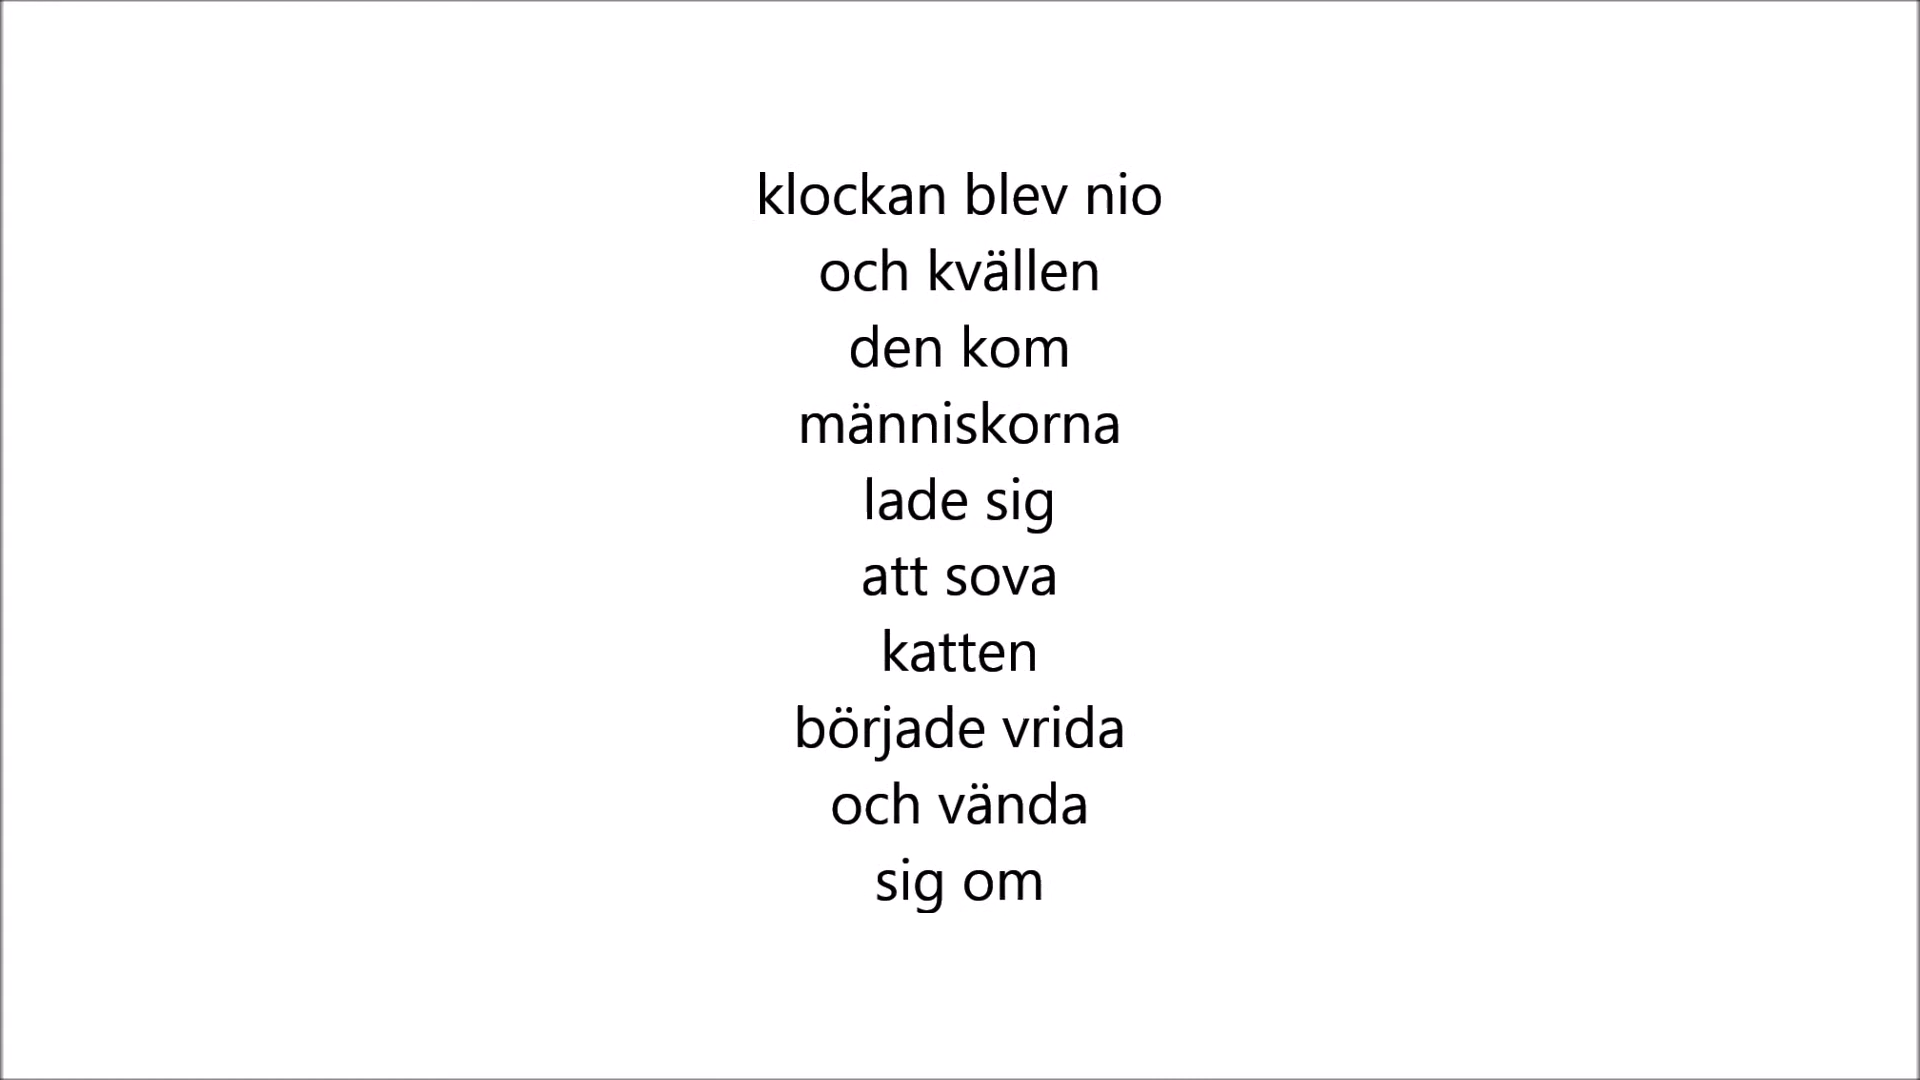 klockan blev nio
och kvällen
den kom
människorna
lade sig
att sova
katten
började vrida
och vända
sig om